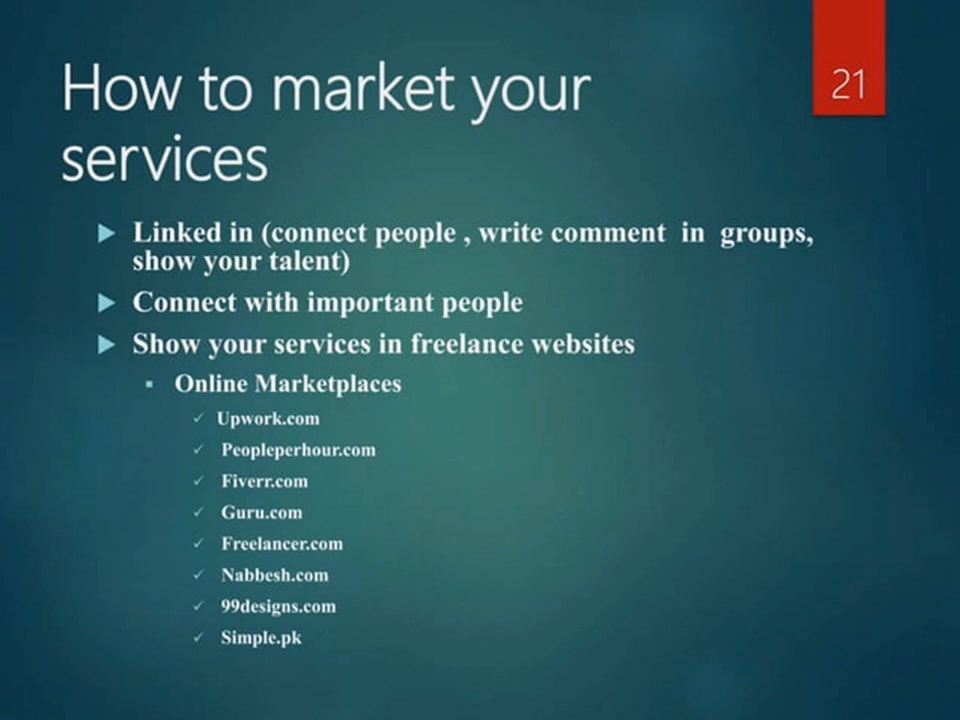 How to market your
services
21
Linked in (connect people , write comment in groups,
show your talent)
Connect with important people
Show your services in freelance websites
Online Marketplaces
Upwork.com
Peopleperhour.com
Fiverr.com
Guru.com
Freelancer.com
Nabbesh.com
99designs.com
Simple.pk